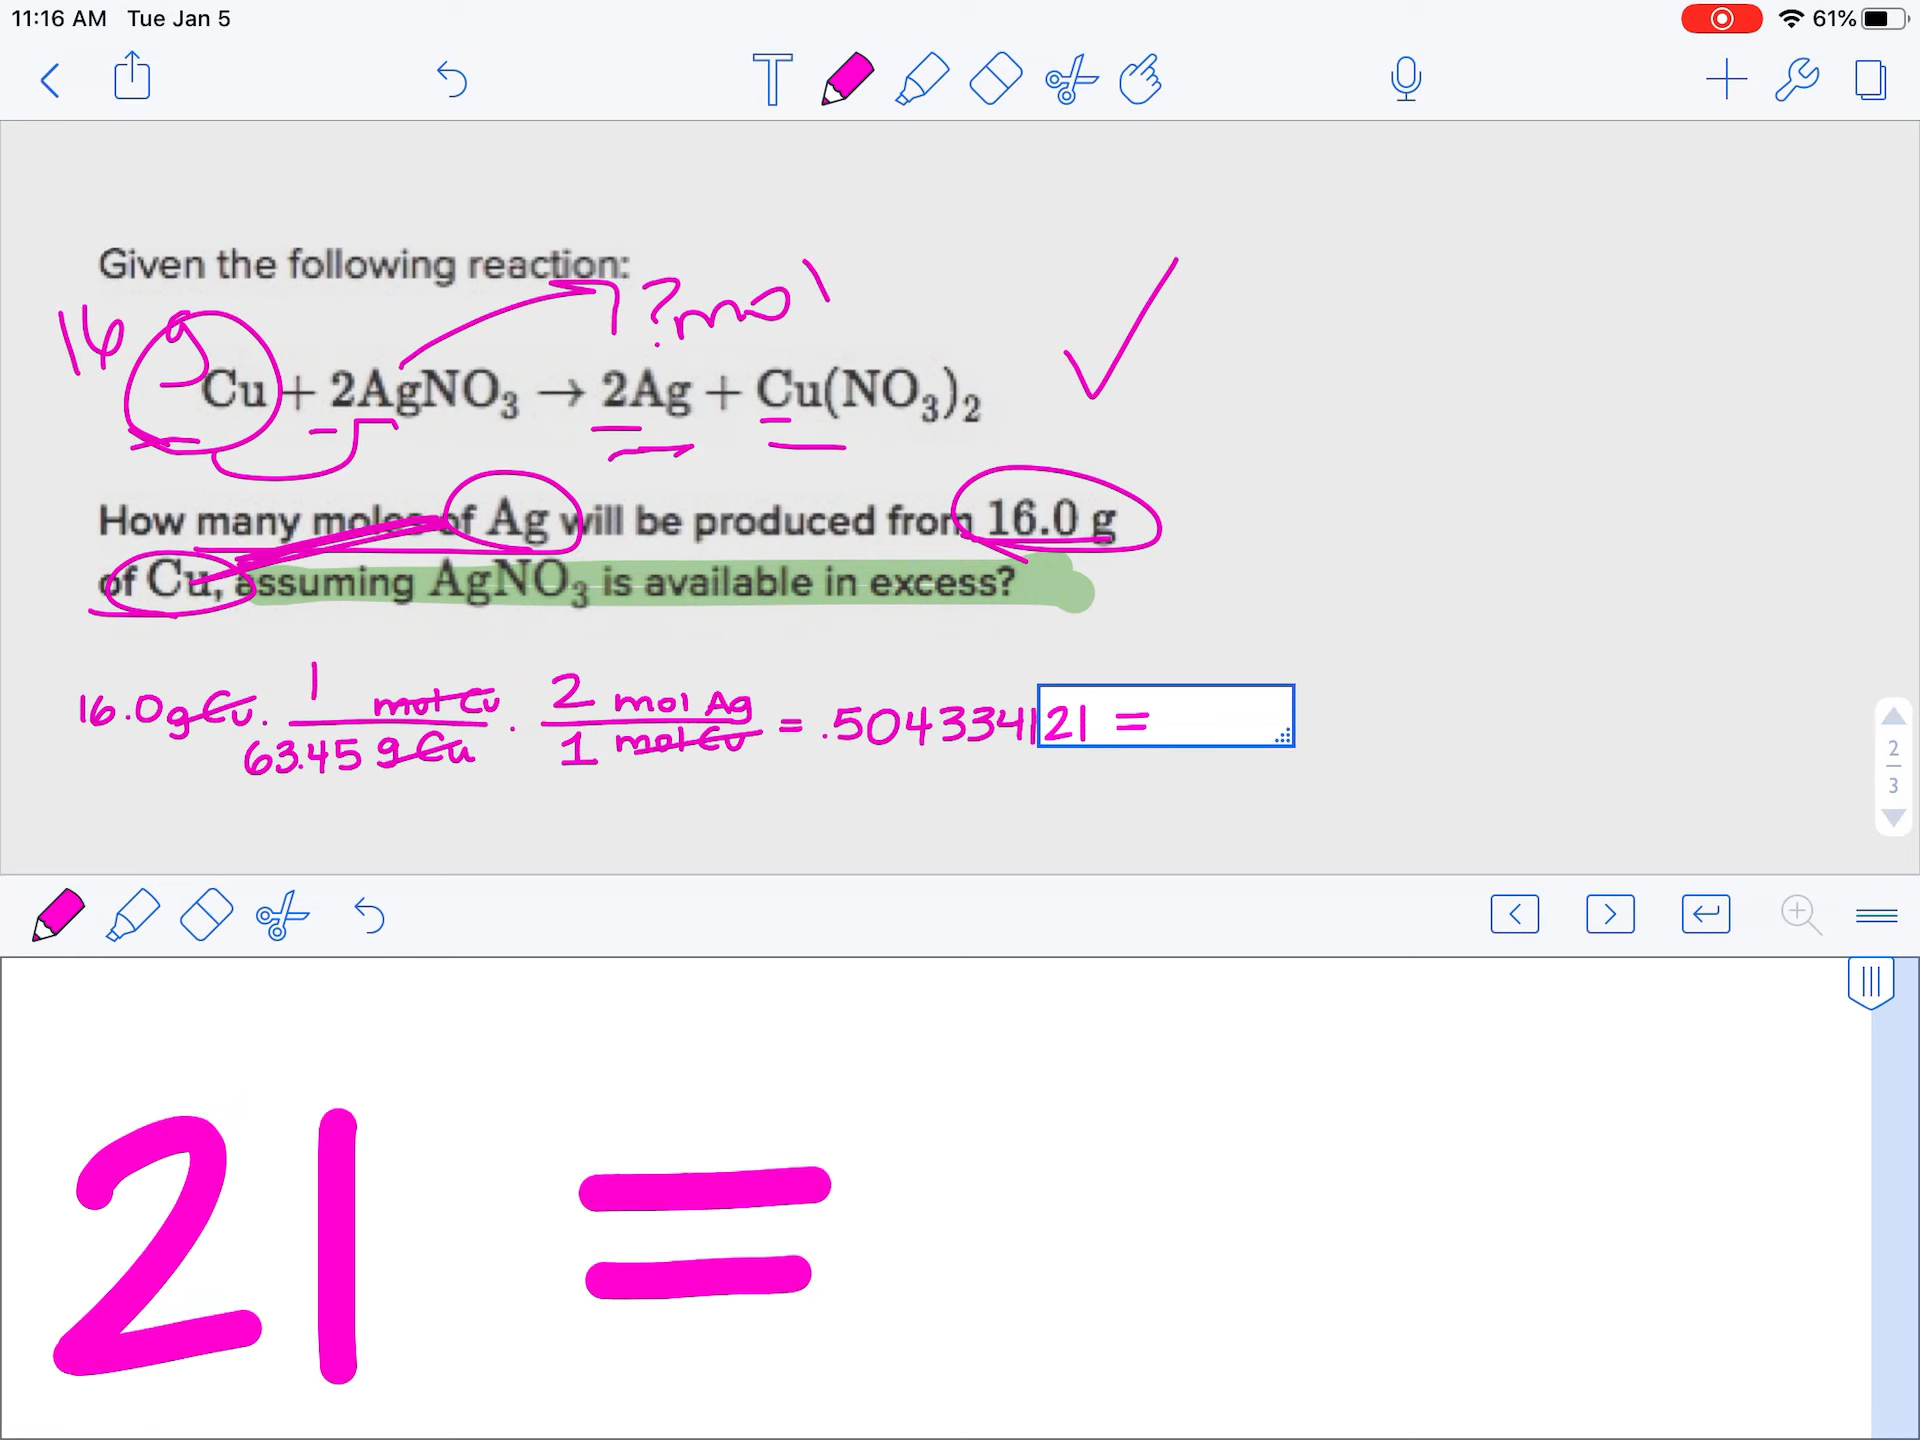 11:16 AM Tue Jan 5
61%
T
Given the following reaction:
16 g ? mol
Cu + 2AgNO₃ → 2Ag + Cu(NO₃)₂
How many moles of Ag will be produced from 16.0 g
of Cu, assuming AgNO₃ is available in excess?
1 mol Cu 2 mol Ag
16.0g Cu. · = .504334121 =
63.45 g Cu 1 mol Cu
2
3
21 =